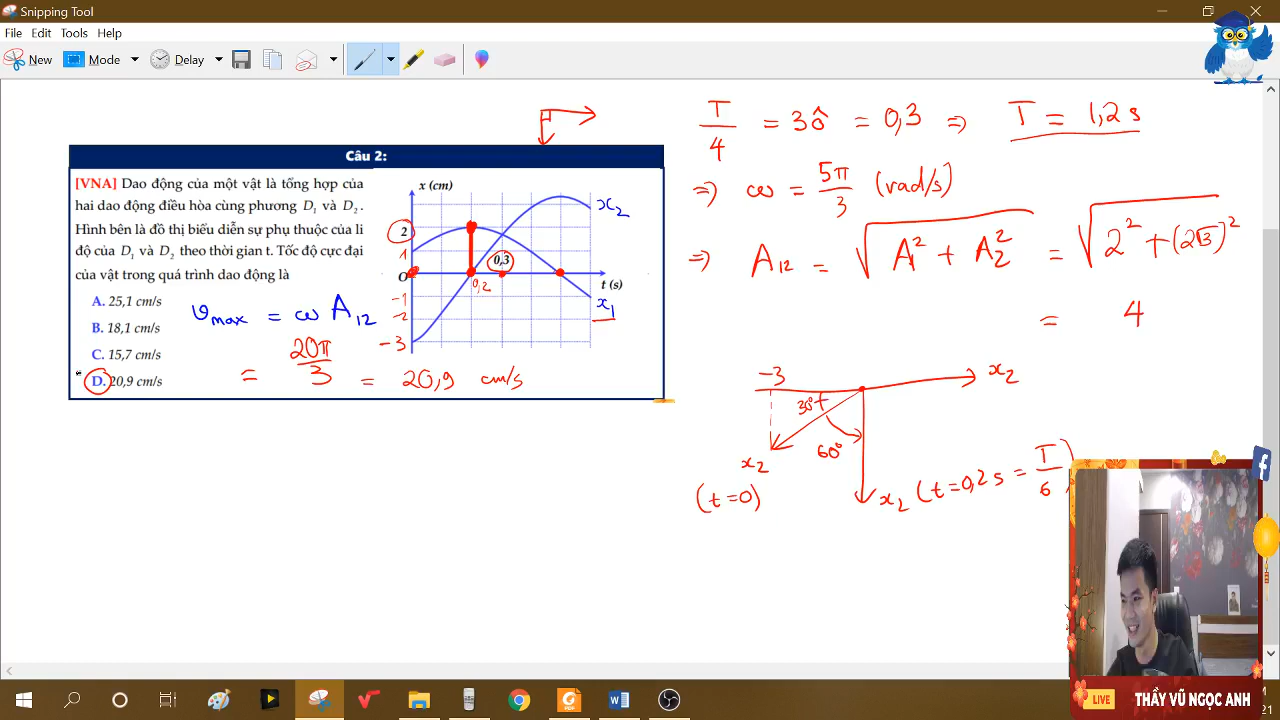 Snipping Tool
File Edit Tools Help
New Mode Delay
Câu 2:
[VNA] Dao động của một vật là tổng hợp của
hai dao động điều hòa cùng phương D₁ và D₂.
Hình bên là đồ thị biểu diễn sự phụ thuộc của li
độ của D₁ và D₂ theo thời gian t. Tốc độ cực đại
của vật trong quá trình dao động là
A. 25,1 cm/s
B. 18,1 cm/s
C. 15,7 cm/s
D. 20,9 cm/s
x (cm)
x₂
2
1
0,3
O
0,2
t (s)
-1
x₁
-2
-3
vmax = ω A₁₂
= 20π/3 = 20,9 cm/s
T/4 = 3ô = 0,3 ⇒ T = 1,2 s
⇒ ω = 5π/3 (rad/s)
⇒ A₁₂ = √(A₁² + A₂²) = √(2² + (2√3)²)
= 4
-3
x₂
30°
60°
x₂
(t=0)
x₂ (t=0,2 s = T/6)
LIVE THẦY VŨ NGỌC ANH
21